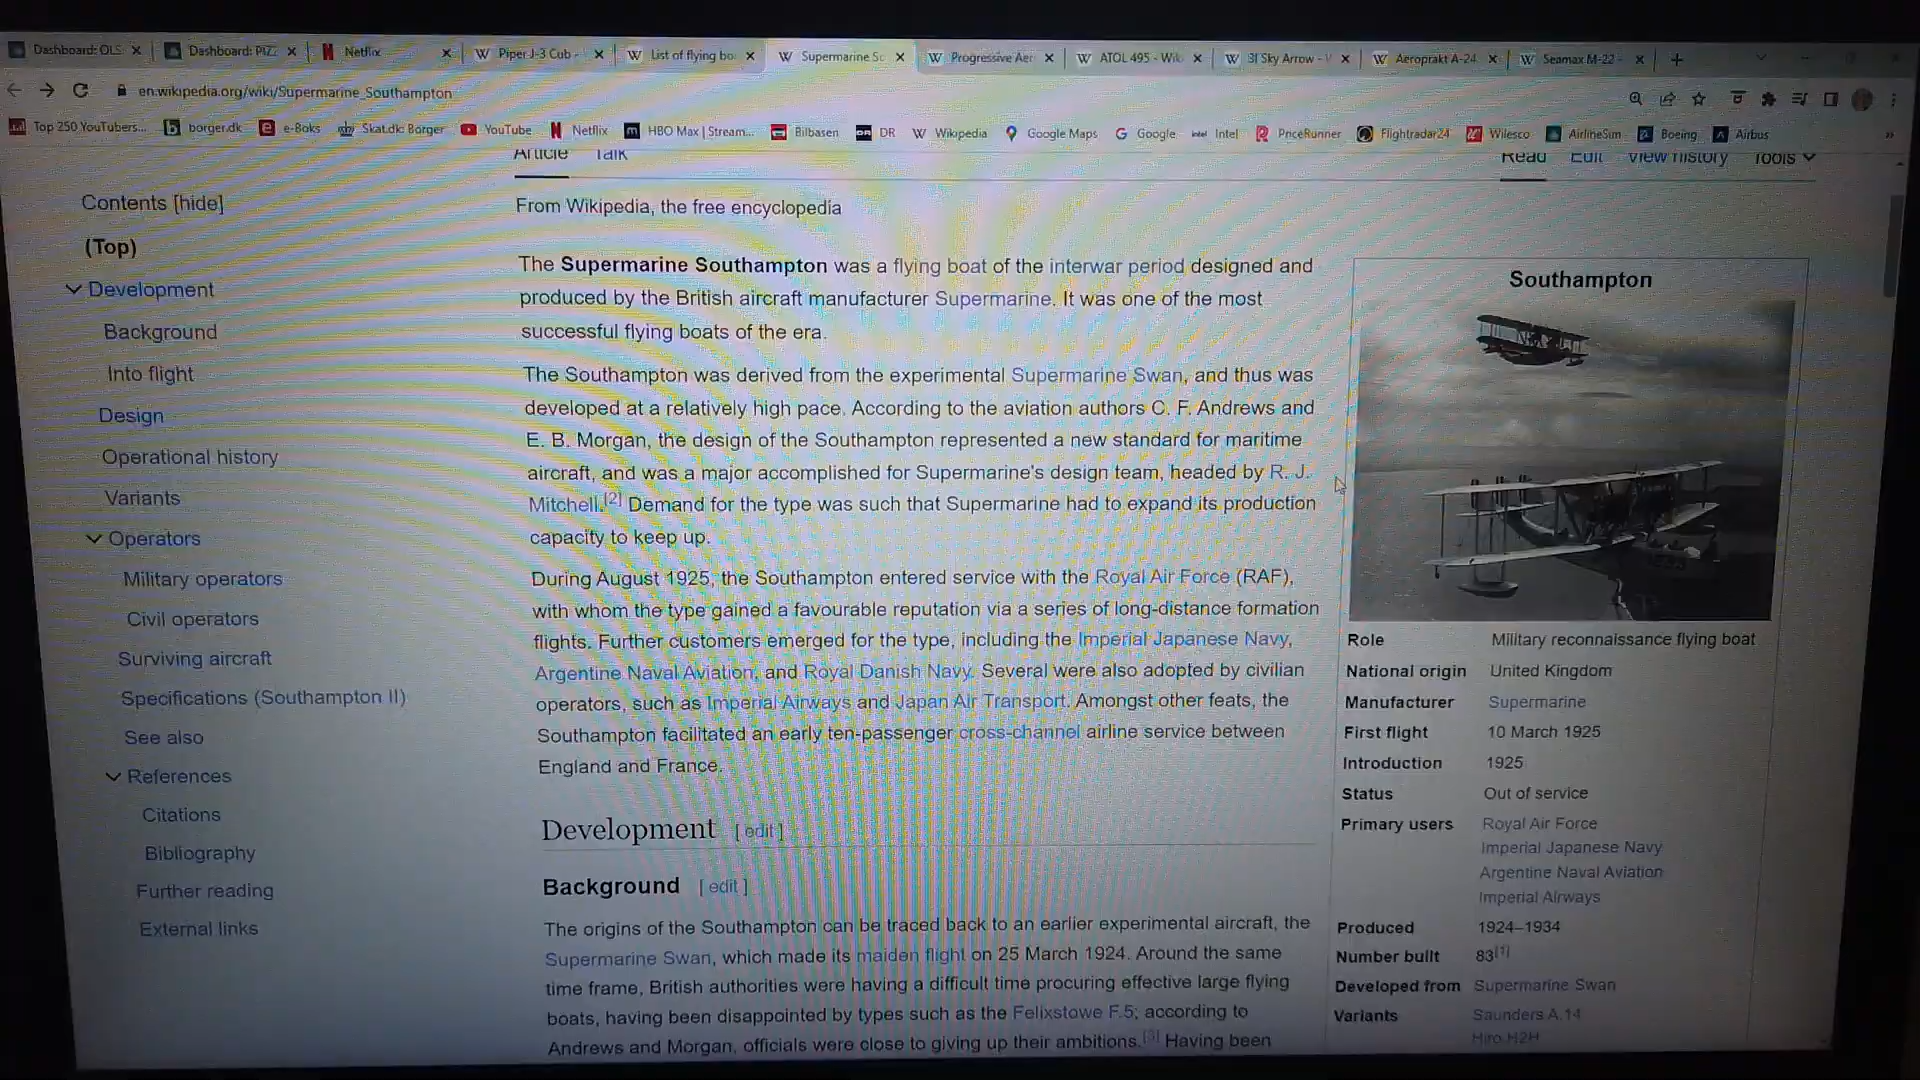 Dashboard: OLS
Dashboard: PIZ
Netflix
Piper J-3 Cub -
List of flying bo
Supermarine So
Progressive Aer
ATOL 495 - Wik
3I Sky Arrow -
Aeroprakt A-24
Seamax M-22 -
en.wikipedia.org/wiki/Supermarine_Southampton
Top 250 YouTubers...
borger.dk
e-Boks
Skat.dk: Borger
YouTube
Netflix
HBO Max | Stream...
Bilbasen
DR
Wikipedia
Google Maps
Google
Intel
PriceRunner
Flightradar24
Wilesco
AirlineSim
Boeing
Airbus
»
Article Talk
Read Edit View history Tools
Contents [hide]
(Top)
Development
Background
Into flight
Design
Operational history
Variants
Operators
Military operators
Civil operators
Surviving aircraft
Specifications (Southampton II)
See also
References
Citations
Bibliography
Further reading
External links
From Wikipedia, the free encyclopedia
The Supermarine Southampton was a flying boat of the interwar period designed and
produced by the British aircraft manufacturer Supermarine. It was one of the most
successful flying boats of the era.
The Southampton was derived from the experimental Supermarine Swan, and thus was
developed at a relatively high pace. According to the aviation authors C. F. Andrews and
E. B. Morgan, the design of the Southampton represented a new standard for maritime
aircraft, and was a major accomplished for Supermarine's design team, headed by R. J.
Mitchell.[2] Demand for the type was such that Supermarine had to expand its production
capacity to keep up.
During August 1925, the Southampton entered service with the Royal Air Force (RAF),
with whom the type gained a favourable reputation via a series of long-distance formation
flights. Further customers emerged for the type, including the Imperial Japanese Navy,
Argentine Naval Aviation, and Royal Danish Navy. Several were also adopted by civilian
operators, such as Imperial Airways and Japan Air Transport. Amongst other feats, the
Southampton facilitated an early ten-passenger cross-channel airline service between
England and France.
Development [ edit ]
Background [ edit ]
The origins of the Southampton can be traced back to an earlier experimental aircraft, the
Supermarine Swan, which made its maiden flight on 25 March 1924. Around the same
time frame, British authorities were having a difficult time procuring effective large flying
boats, having been disappointed by types such as the Felixstowe F.5; according to
Andrews and Morgan, officials were close to giving up their ambitions.[3] Having been
Southampton
Role Military reconnaissance flying boat
National origin United Kingdom
Manufacturer Supermarine
First flight 10 March 1925
Introduction 1925
Status Out of service
Primary users Royal Air Force
Imperial Japanese Navy
Argentine Naval Aviation
Imperial Airways
Produced 1924–1934
Number built 83[1]
Developed from Supermarine Swan
Variants Saunders A.14
Hiro H2H